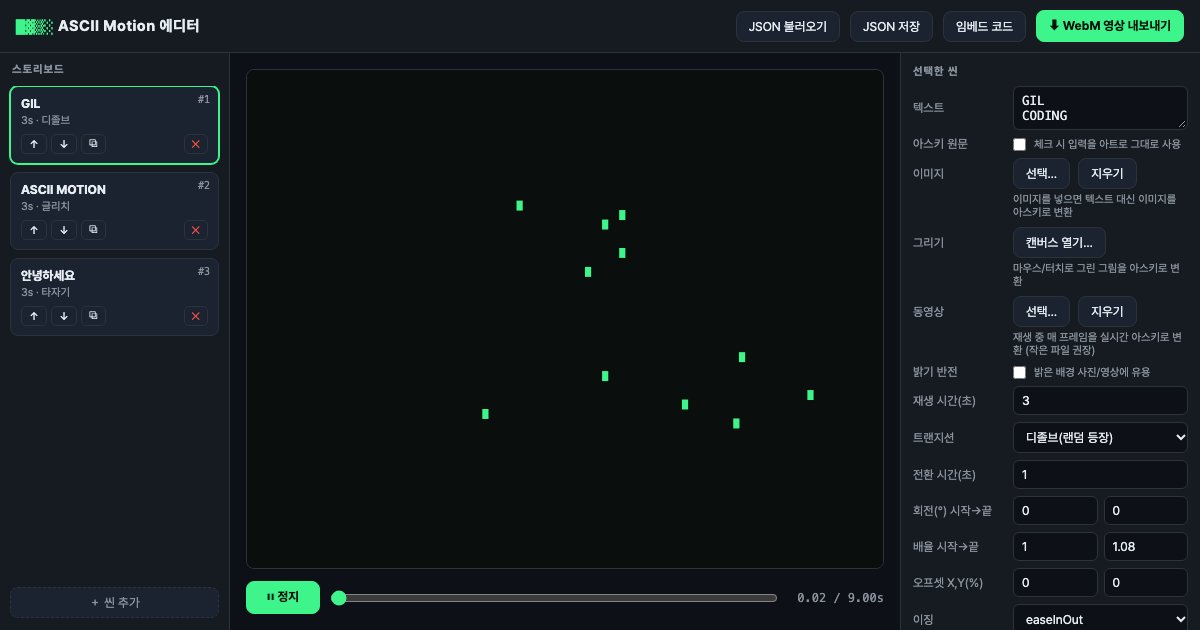 ASCII Motion 에디터
JSON 불러오기
JSON 저장
임베드 코드
⬇ WebM 영상 내보내기
스토리보드
GIL
#1
3s · 디졸브
ASCII MOTION
#2
3s · 글리치
안녕하세요
#3
3s · 타자기
+ 씬 추가
정지
0.02 / 9.00s
선택한 씬
텍스트
GIL
CODING
아스키 원문
체크 시 입력을 아트로 그대로 사용
이미지
선택...
지우기
이미지를 넣으면 텍스트 대신 이미지를
아스키로 변환
그리기
캔버스 열기...
마우스/터치로 그린 그림을 아스키로 변
환
동영상
선택...
지우기
재생 중 매 프레임을 실시간 아스키로 변
환 (작은 파일 권장)
밝기 반전
밝은 배경 사진/영상에 유용
재생 시간(초)
3
트랜지션
디졸브(랜덤 등장)
전환 시간(초)
1
회전(°) 시작→끝
0
0
배율 시작→끝
1
1.08
오프셋 X,Y(%)
0
0
이징
easeInOut